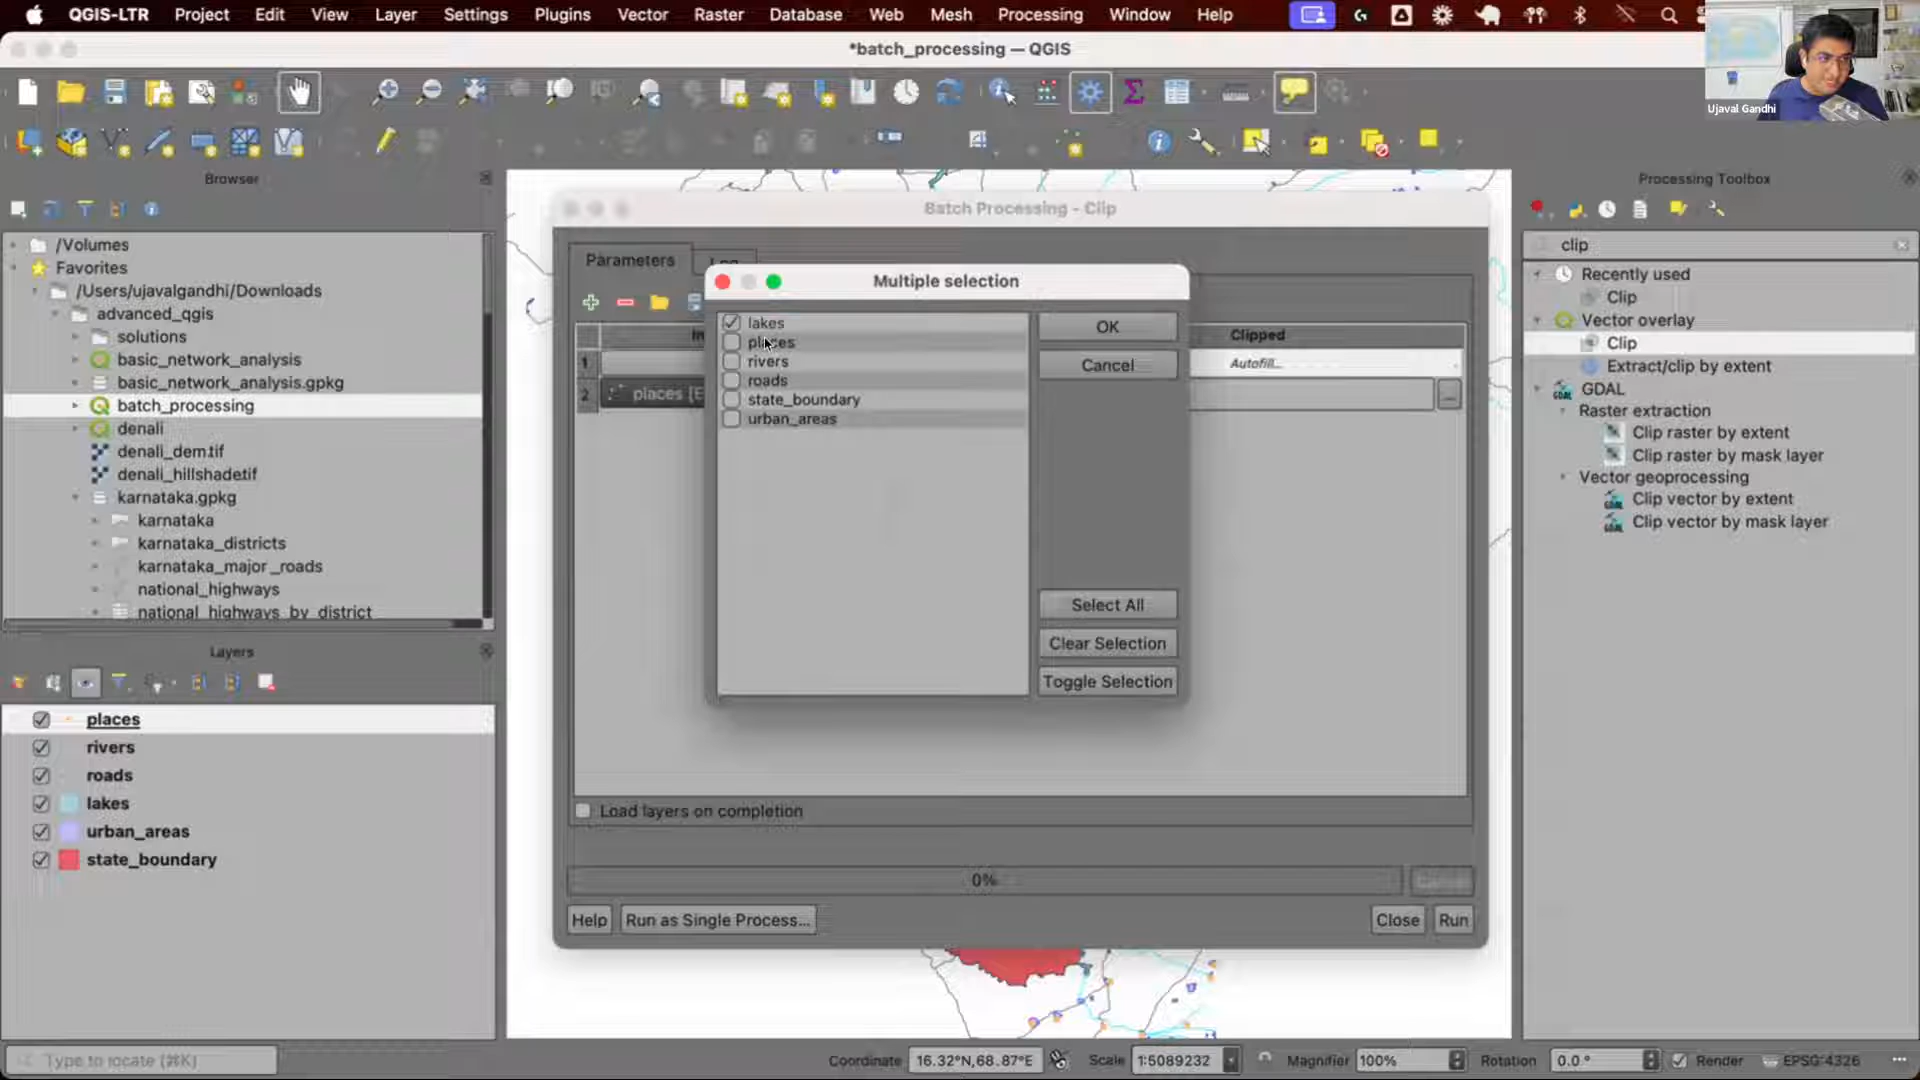 QGIS-LTR Project Edit View Layer Settings Plugins Vector Raster Database Web Mesh Processing Window Help
*batch_processing — QGIS
Ujaval Gandhi
Browser
/Volumes
Favorites
/Users/ujavalgandhi/Downloads
advanced_qgis
solutions
basic_network_analysis
basic_network_analysis.gpkg
batch_processing
denali
denali_dem.tif
denali_hillshade.tif
karnataka.gpkg
karnataka
karnataka_districts
karnataka_major_roads
national_highways
national_highways_by_district
Layers
places
rivers
roads
lakes
urban_areas
state_boundary
Batch Processing - Clip
Parameters
Clipped
1
Autofill...
2 places [E
...
Load layers on completion
0%
Help Run as Single Process... Close Run
Multiple selection
lakes
places
rivers
roads
state_boundary
urban_areas
OK
Cancel
Select All
Clear Selection
Toggle Selection
Processing Toolbox
clip
Recently used
Clip
Vector overlay
Clip
Extract/clip by extent
GDAL
Raster extraction
Clip raster by extent
Clip raster by mask layer
Vector geoprocessing
Clip vector by extent
Clip vector by mask layer
Type to locate (⌘K)
Coordinate 16.32°N,68.87°E Scale 1:5089232 Magnifier 100% Rotation 0.0 ° Render EPSG:4326